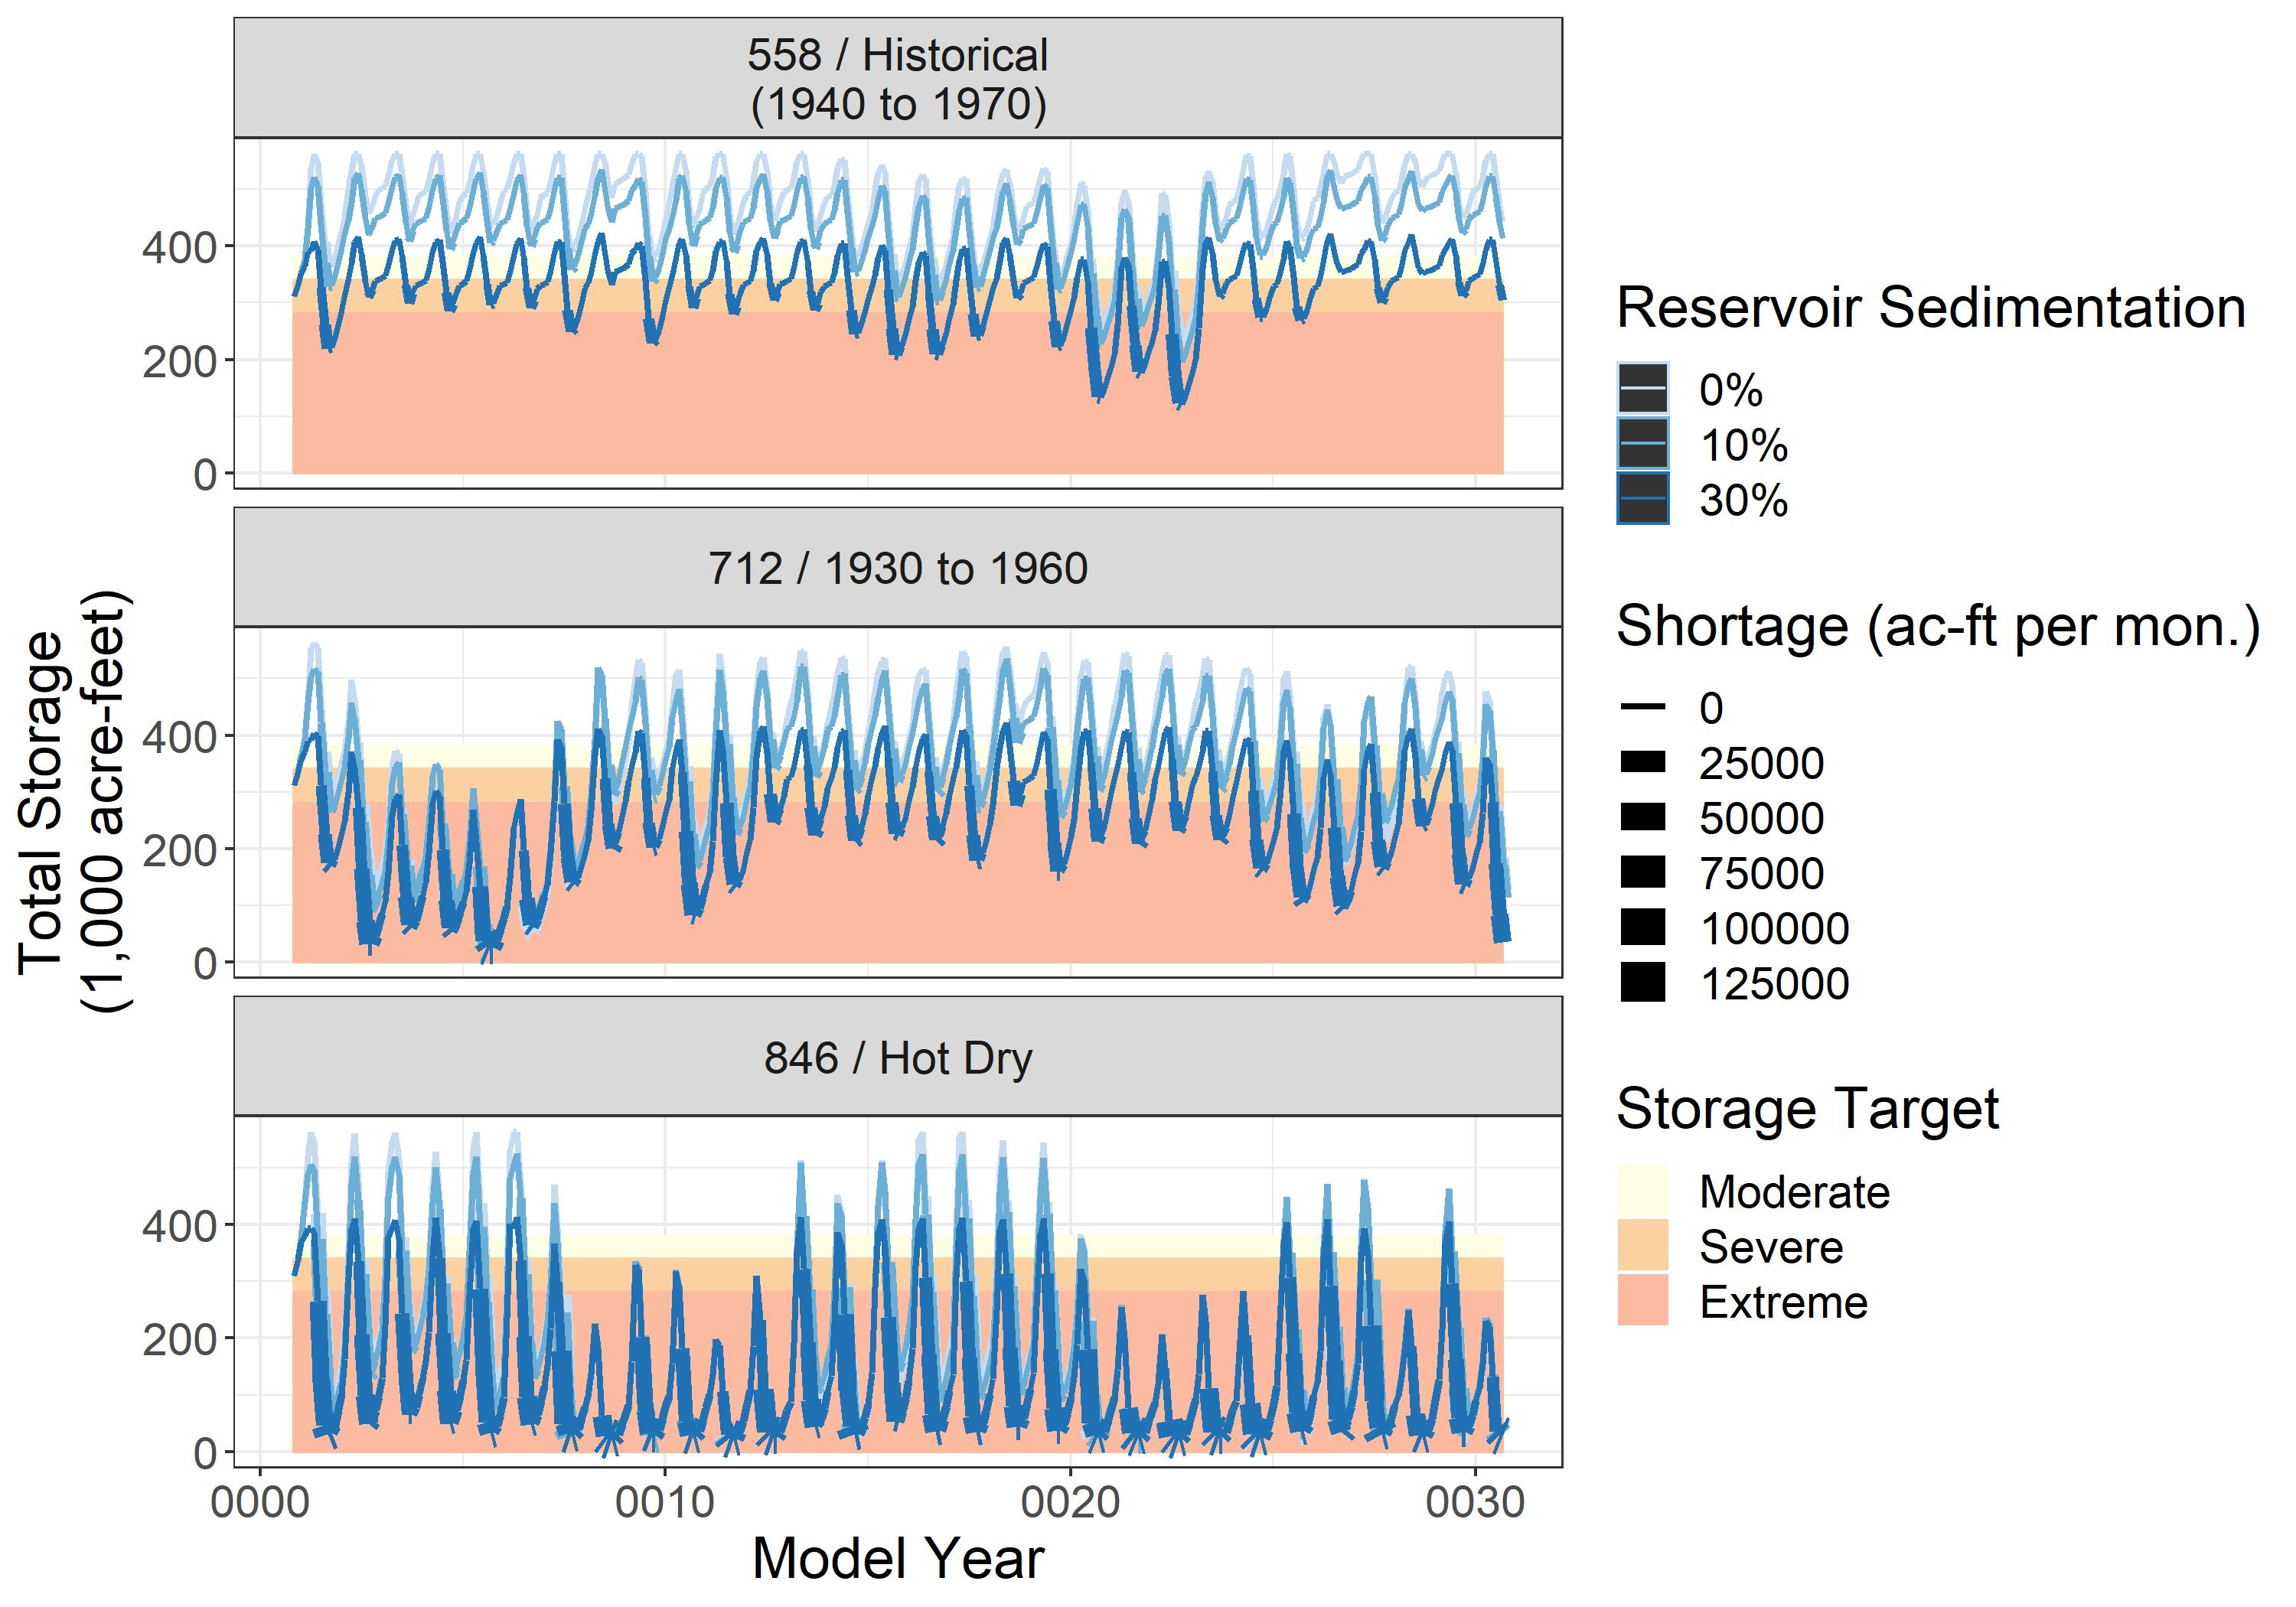 558 / Historical
(1940 to 1970)
400
200
0
712 / 1930 to 1960
400
200
0
846 / Hot Dry
400
200
0
0000
0010
0020
0030
Model Year
Total Storage
(1,000 acre-feet)
Reservoir Sedimentation
0%
10%
30%
Shortage (ac-ft per mon.)
0
25000
50000
75000
100000
125000
Storage Target
Moderate
Severe
Extreme